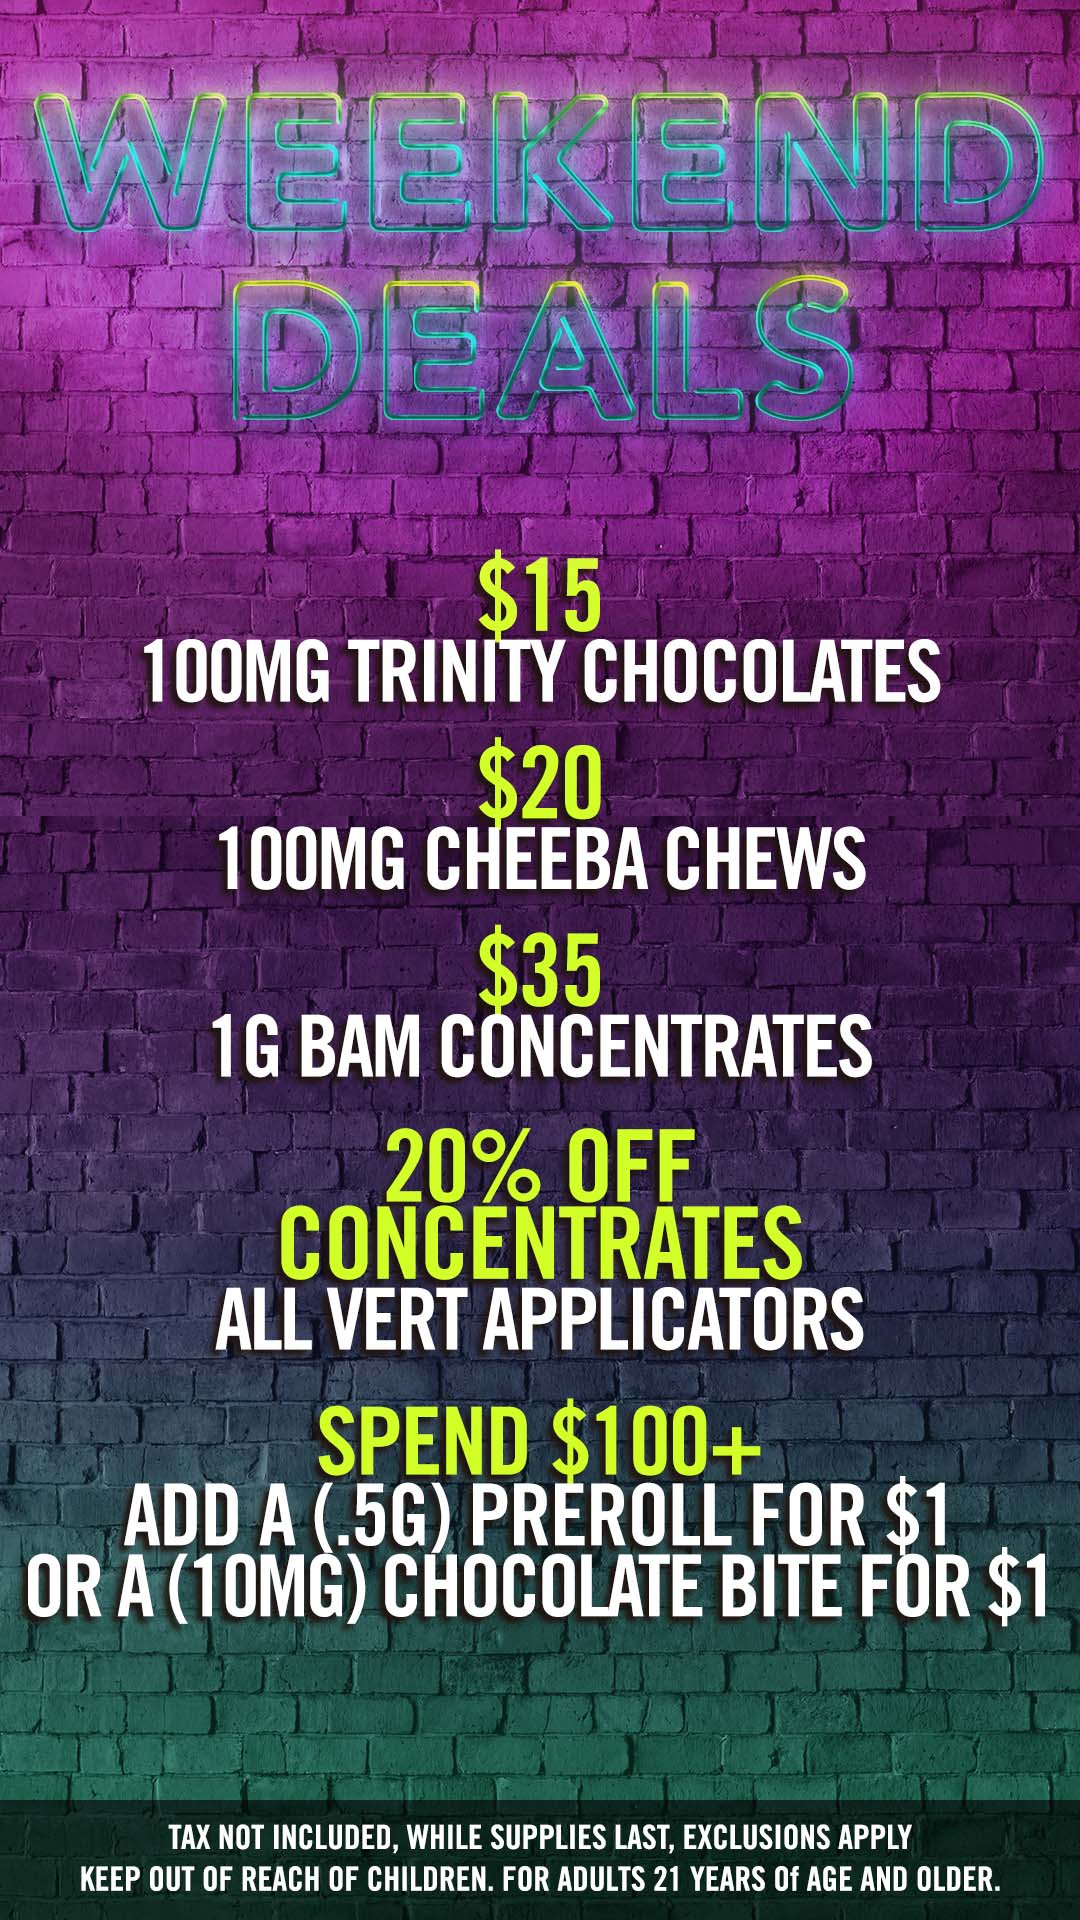 WEEKEND
DEALS
$15
100MG TRINITY CHOCOLATES
$20
100MG CHEEBA CHEWS
$35
1G BAM CONCENTRATES
20% OFF
CONCENTRATES
ALL VERT APPLICATORS
SPEND $100+
ADD A (.5G) PREROLL FOR $1
OR A (10MG) CHOCOLATE BITE FOR $1
TAX NOT INCLUDED, WHILE SUPPLIES LAST, EXCLUSIONS APPLY
KEEP OUT OF REACH OF CHILDREN. FOR ADULTS 21 YEARS Of AGE AND OLDER.